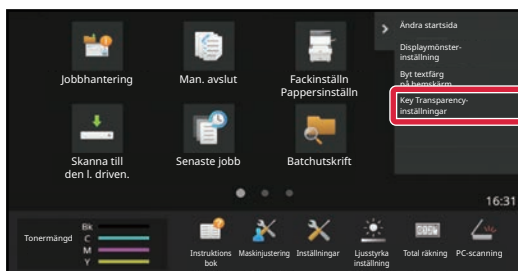 Jobbhantering
Man. avslut
Fackinställn
Pappersinställn
Skanna till
den l. driven.
Senaste jobb
Batchutskrift
Ändra startsida
Displaymönster-
inställning
Byt textfärg
på hemskärm
Key Transparency-
inställningar
16:31
Tonermängd
Bk
C
M
Y
Instruktions
bok
Maskinjustering
Inställningar
Ljusstyrka
inställning
Total räkning
PC-scanning